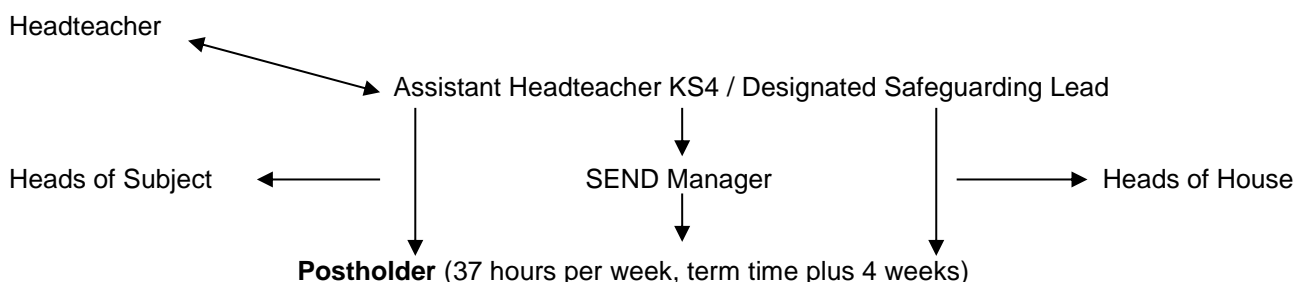 Headteacher
Assistant Headteacher KS4 / Designated Safeguarding Lead
Heads of Subject SEND Manager Heads of House
Postholder (37 hours per week, term time plus 4 weeks)